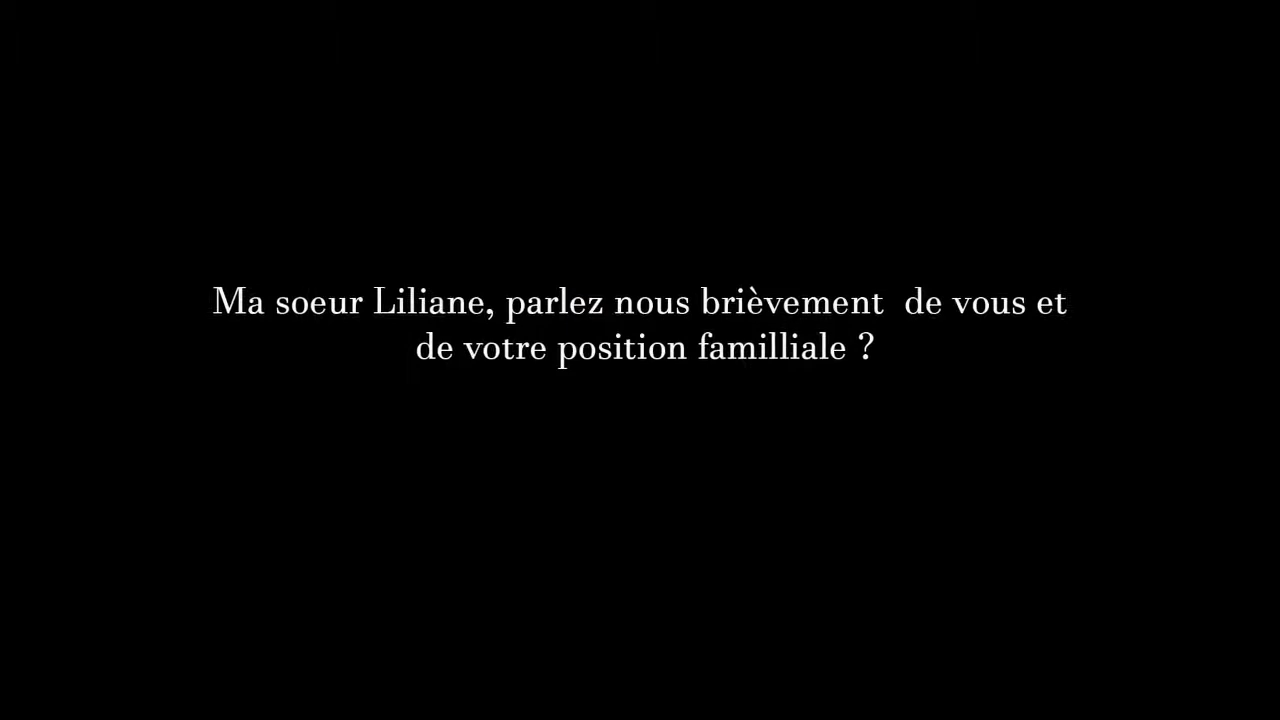 Ma soeur Liliane, parlez nous brièvement  de vous et
de votre position familliale ?